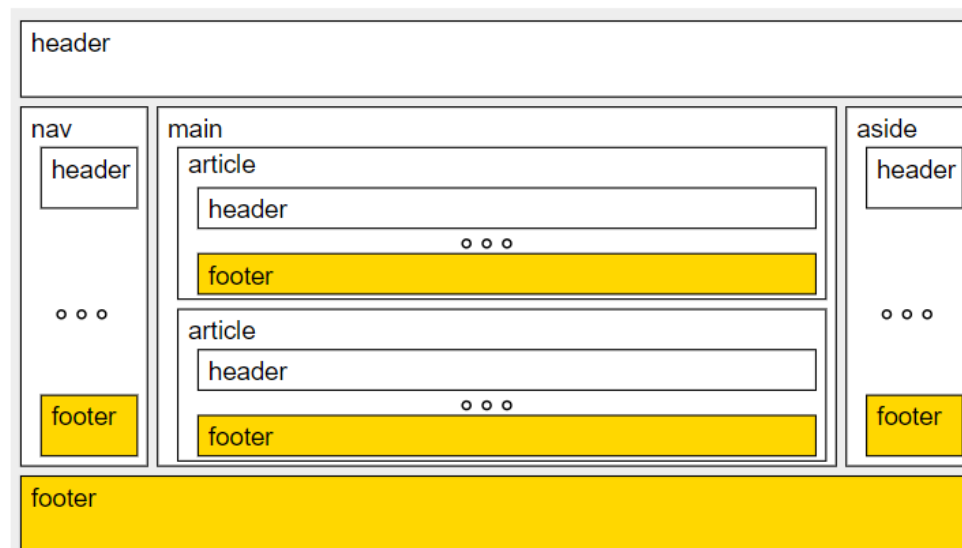 header
nav
header
footer
main
article
header
footer
article
header
footer
aside
header
footer
footer